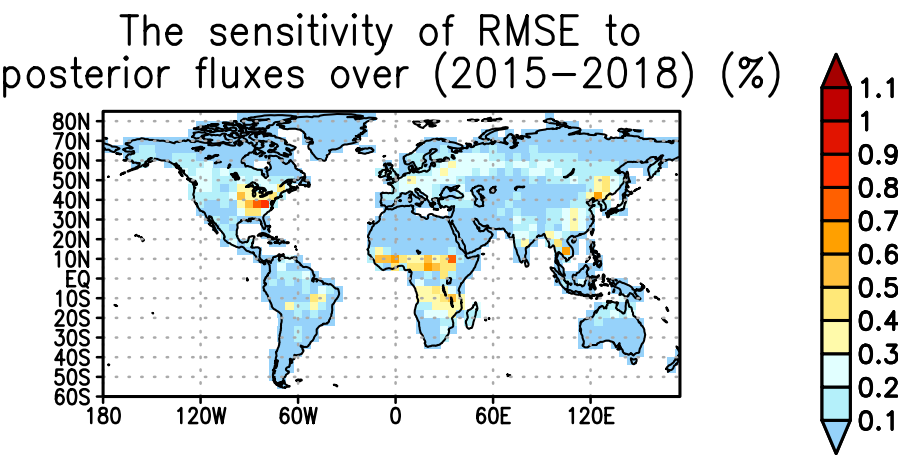 The sensitivity of RMSE to
posterior fluxes over (2015−2018) (%)
80N
70N
60N
50N
40N
30N
20N
10N
EQ
10S
20S
30S
40S
50S
60S
180
120W
60W
0
60E
120E
1.1
1
0.9
0.8
0.7
0.6
0.5
0.4
0.3
0.2
0.1